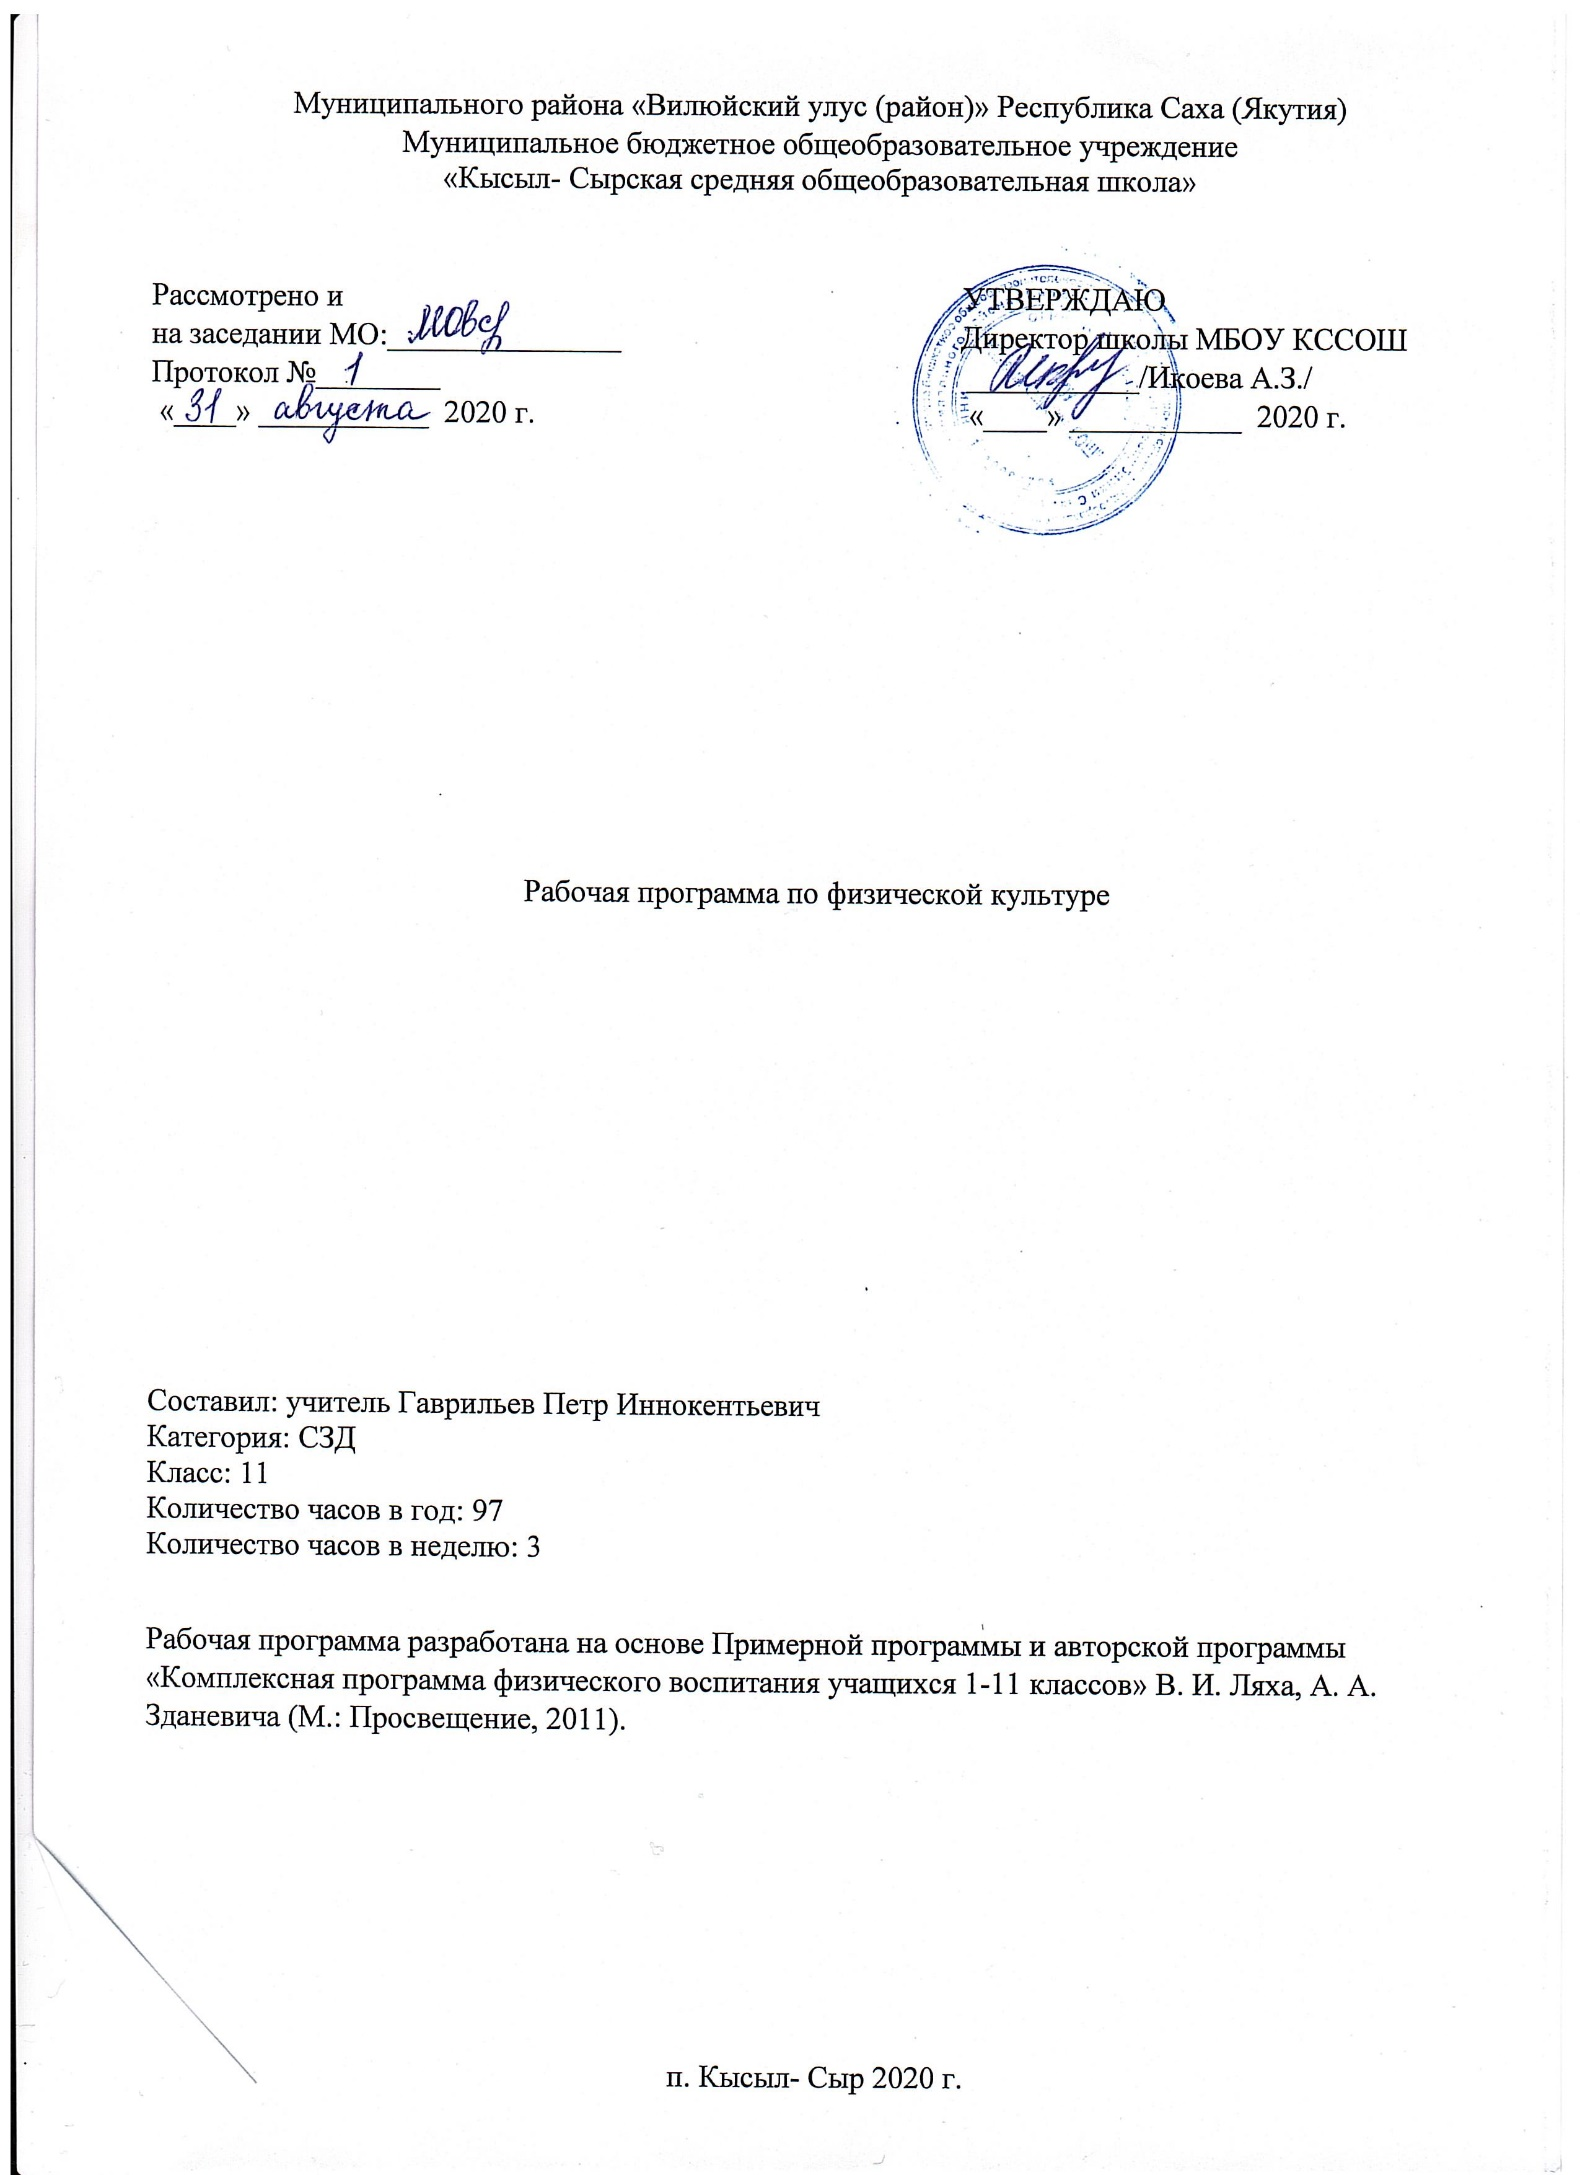 Муниципального района «Вилюйский улус (район)» Республика Саха (Якутия)
Муниципальное бюджетное общеобразовательное учреждение
«Кысыл- Сырская средняя общеобразовательная школа»
Рассмотрено и
на заседании МО:
Протокол № 1
«31» августа 2020 г.
УТВЕРЖДАЮ
Директор школы МБОУ КССОШ
/Икоева А.З./
«____» ___________ 2020 г.
Рабочая программа по физической культуре
Составил: учитель Гаврильев Петр Иннокентьевич
Категория: СЗД
Класс: 11
Количество часов в год: 97
Количество часов в неделю: 3
Рабочая программа разработана на основе Примерной программы и авторской программы
«Комплексная программа физического воспитания учащихся 1-11 классов» В. И. Ляха, А. А.
Зданевича (М.: Просвещение, 2011).
п. Кысыл- Сыр 2020 г.